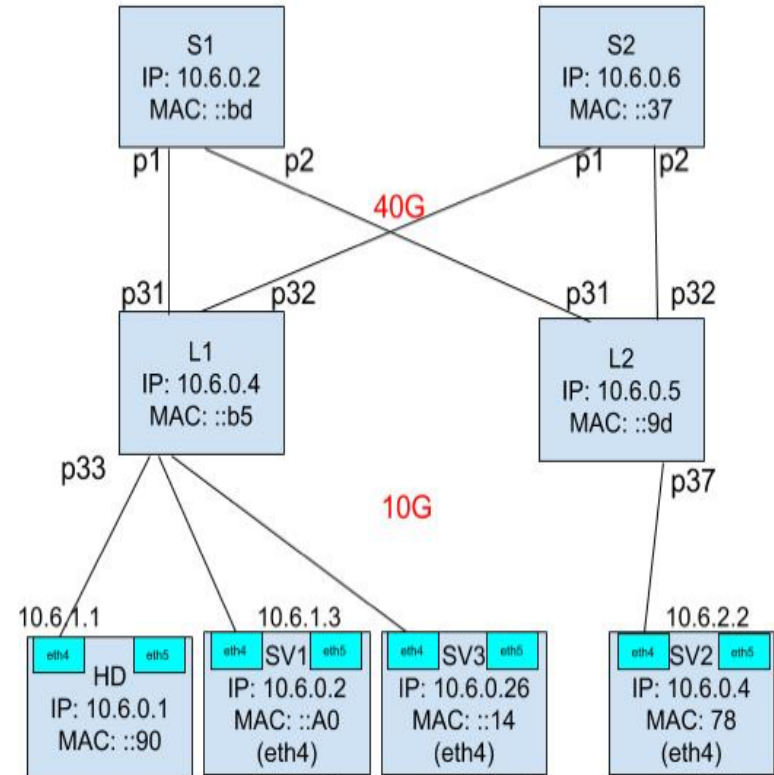 S1
IP: 10.6.0.2
MAC: ::bd
S2
IP: 10.6.0.6
MAC: ::37
p1
p2
p1
p2
40G
p31
p32
p31
p32
L1
IP: 10.6.0.4
MAC: ::b5
L2
IP: 10.6.0.5
MAC: ::9d
p33
p37
10G
10.6.1.1
10.6.1.3
10.6.2.2
eth4
eth5
HD
IP: 10.6.0.1
MAC: ::90
eth4
SV1
eth5
IP: 10.6.0.2
MAC: ::A0
(eth4)
eth4
SV3
eth5
IP: 10.6.0.26
MAC: ::14
(eth4)
eth4
SV2
eth5
IP: 10.6.0.4
MAC: 78
(eth4)